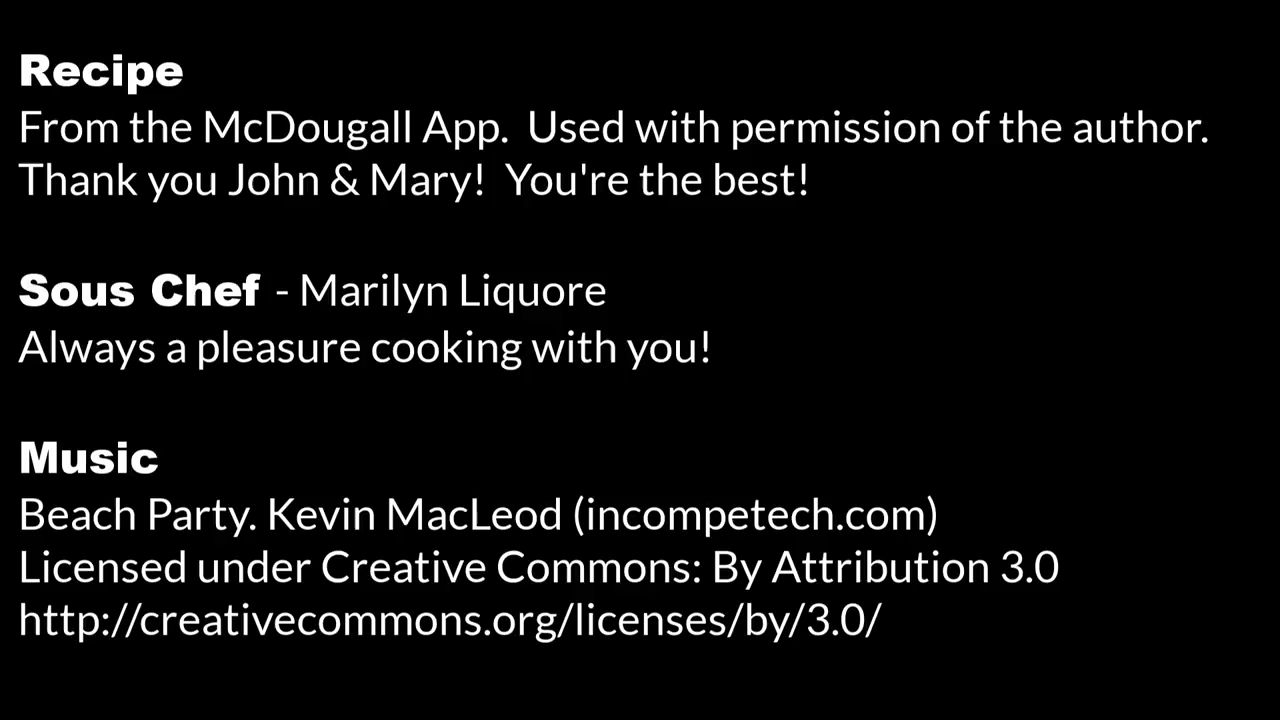 Recipe
From the McDougall App.  Used with permission of the author.
Thank you John & Mary!  You're the best!
Sous Chef - Marilyn Liquore
Always a pleasure cooking with you!
Music
Beach Party. Kevin MacLeod (incompetech.com)
Licensed under Creative Commons: By Attribution 3.0
http://creativecommons.org/licenses/by/3.0/